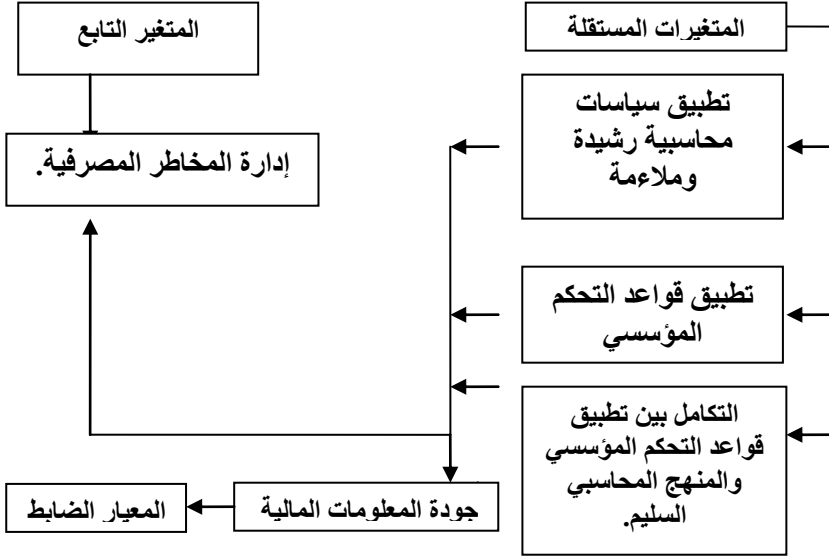 المتغيرات المستقلة
المتغير التابع
تطبيق سياسات
محاسبية رشيدة
وملاءمة
إدارة المخاطر المصرفية.
تطبيق قواعد التحكم
المؤسسي
التكامل بين تطبيق
قواعد التحكم المؤسسي
والمنهج المحاسبي
السليم.
جودة المعلومات المالية
المعيار الضابط